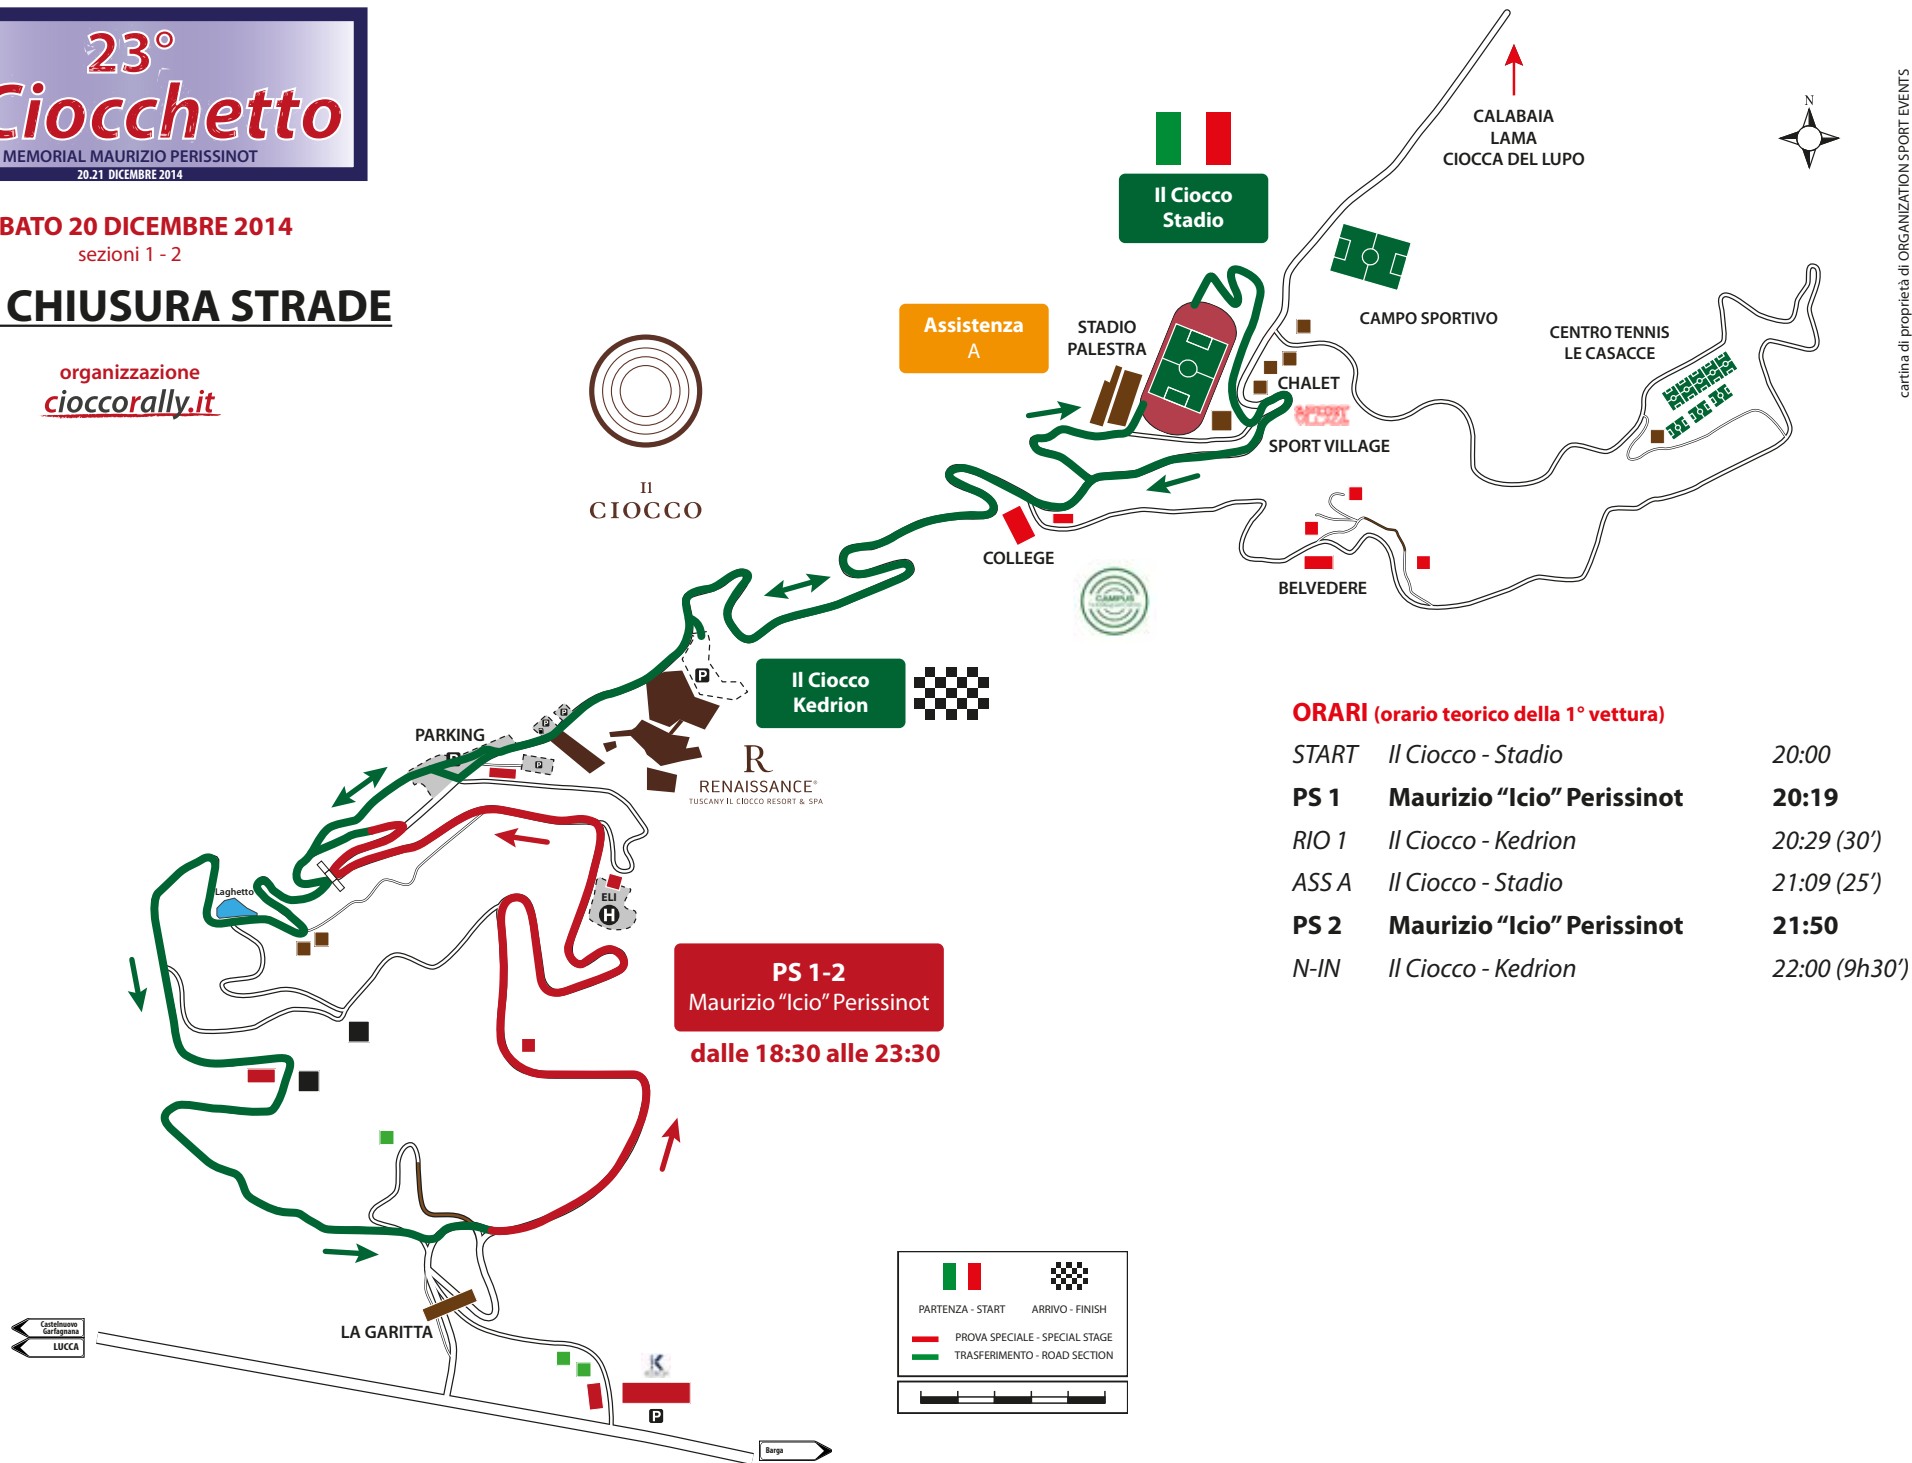 23°
Ciocchetto
MEMORIAL MAURIZIO PERISSINOT
20.21 DICEMBRE 2014
BATO 20 DICEMBRE 2014
sezioni 1 - 2
CHIUSURA STRADE
organizzazione
cioccorally.it
Il
CIOCCO
Assistenza
A
STADIO
PALESTRA
Il Ciocco
Stadio
CALABAIA
LAMA
CIOCCA DEL LUPO
N
cartina di proprietà di ORGANIZATION SPORT EVENTS
CAMPO SPORTIVO
CENTRO TENNIS
LE CASACCE
CHALET
SPORT VILLAGE
COLLEGE
CAMPUS
BELVEDERE
P
Il Ciocco
Kedrion
PARKING
P
P
P
P
R
RENAISSANCE®
TUSCANY IL CIOCCO RESORT & SPA
Laghetto
ELI
H
PS 1-2
Maurizio “Icio” Perissinot
dalle 18:30 alle 23:30
ORARI (orario teorico della 1° vettura)
START Il Ciocco - Stadio 20:00
PS 1 Maurizio “Icio” Perissinot 20:19
RIO 1 Il Ciocco - Kedrion 20:29 (30’)
ASS A Il Ciocco - Stadio 21:09 (25’)
PS 2 Maurizio “Icio” Perissinot 21:50
N-IN Il Ciocco - Kedrion 22:00 (9h30’)
LA GARITTA
Castelnuovo
Garfagnana
LUCCA
K
P
Barga
PARTENZA - START ARRIVO - FINISH
PROVA SPECIALE - SPECIAL STAGE
TRASFERIMENTO - ROAD SECTION